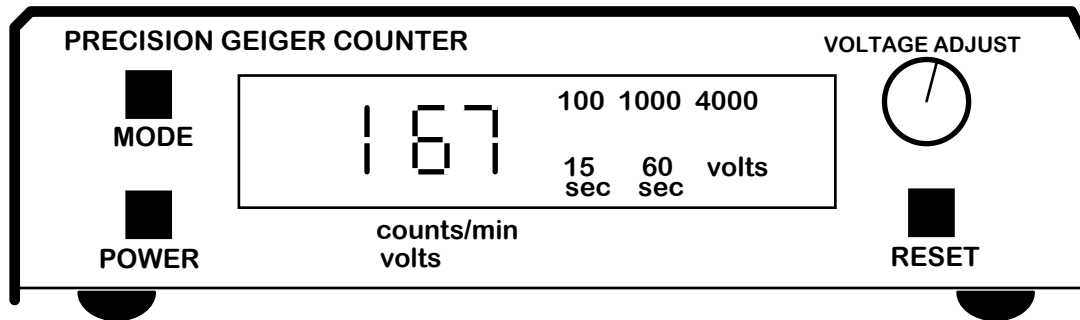 PRECISION GEIGER COUNTER
VOLTAGE ADJUST
MODE
167
100 1000 4000
15 sec 60 sec volts
counts/min
volts
POWER
RESET